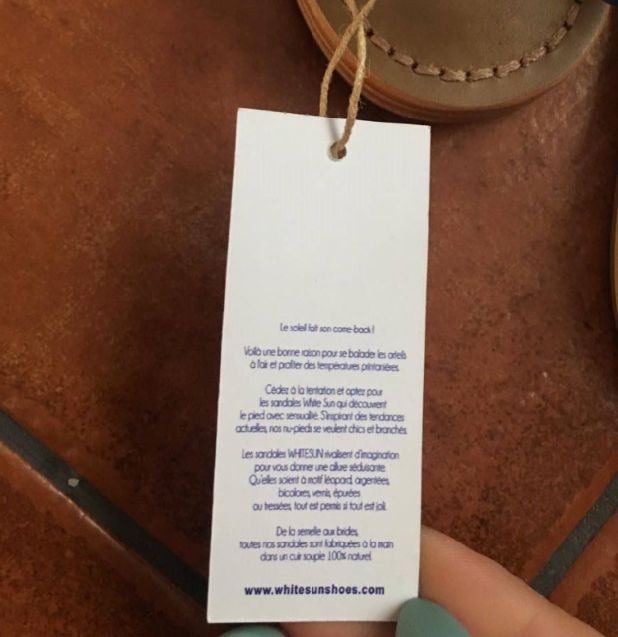 Le soleil fait son come-back !
Voilà une bonne raison pour se balader les orteils
à l'air et profiter des températures printanières.
Cédez à la tentation et optez pour
les sandales White Sun qui découvrent
le pied avec sensualité. S'inspirant des tendances
actuelles, nos nu-pieds se veulent chics et branchés.
Les sandales WHITESUN rivalisent d'imagination
pour vous donner une allure séduisante.
Qu'elles soient à motif léopard, argentées,
bicolores, vernis, épurées
ou tressées, tout est permis si tout est joli.
De la semelle aux brides,
toutes nos sandales sont fabriquées à la main
dans un cuir souple 100% naturel.
www.whitesunshoes.com